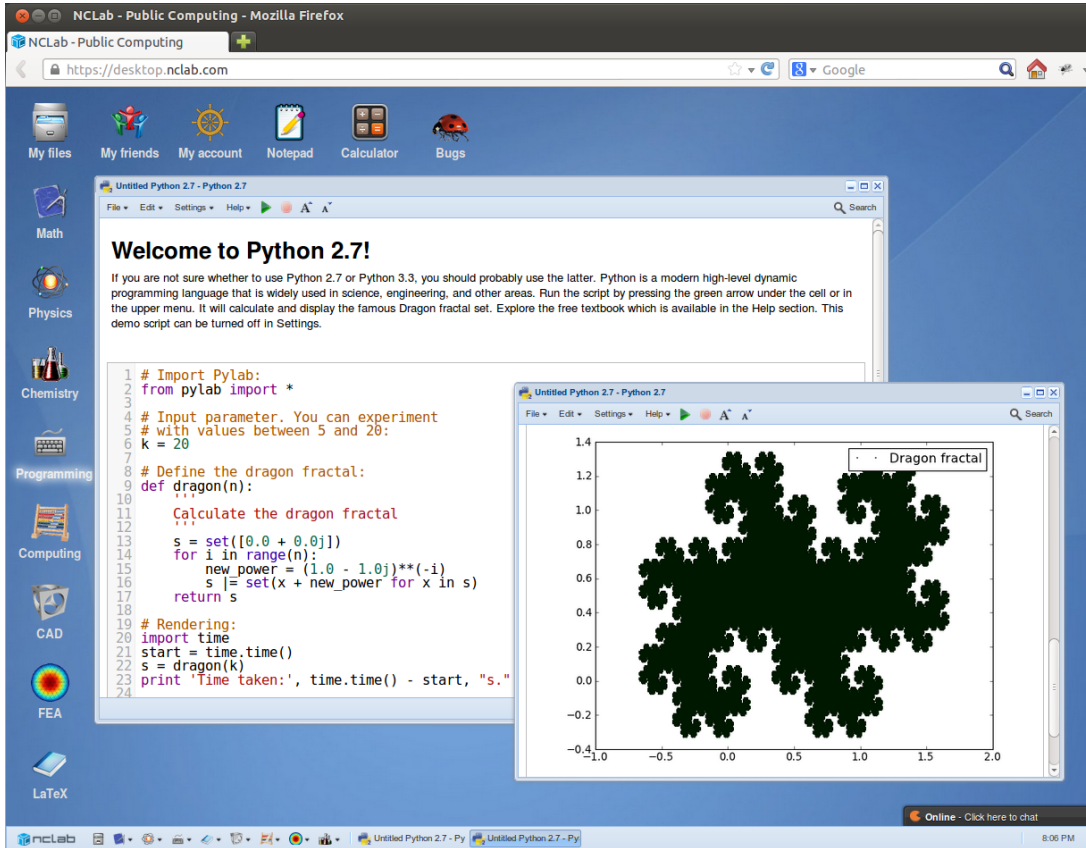 NCLab - Public Computing - Mozilla Firefox
NCLab - Public Computing
https://desktop.nclab.com
Google
My files
My friends
My account
Notepad
Calculator
Bugs
Math
Physics
Chemistry
Programming
Computing
CAD
FEA
LaTeX
Untitled Python 2.7 - Python 2.7
File Edit Settings Help A A Search
Welcome to Python 2.7!
If you are not sure whether to use Python 2.7 or Python 3.3, you should probably use the latter. Python is a modern high-level dynamic
programming language that is widely used in science, engineering, and other areas. Run the script by pressing the green arrow under the cell or in
the upper menu. It will calculate and display the famous Dragon fractal set. Explore the free textbook which is available in the Help section. This
demo script can be turned off in Settings.
1 # Import Pylab:
2 from pylab import *
3
4 # Input parameter. You can experiment
5 # with values between 5 and 20:
6 k = 20
7
8 # Define the dragon fractal:
9 def dragon(n):
10 '''
11 Calculate the dragon fractal
12 '''
13 s = set([0.0 + 0.0j])
14 for i in range(n):
15 new_power = (1.0 - 1.0j)**(-i)
16 s |= set(x + new_power for x in s)
17 return s
18
19 # Rendering:
20 import time
21 start = time.time()
22 s = dragon(k)
23 print 'Time taken:', time.time() - start, "s."
24
Untitled Python 2.7 - Python 2.7
File Edit Settings Help A A Search
Dragon fractal
1.4
1.2
1.0
0.8
0.6
0.4
0.2
0.0
−0.2
−0.4
−1.0 −0.5 0.0 0.5 1.0 1.5 2.0
Online - Click here to chat
nclab
Untitled Python 2.7 - Py
Untitled Python 2.7 - Py
8:06 PM